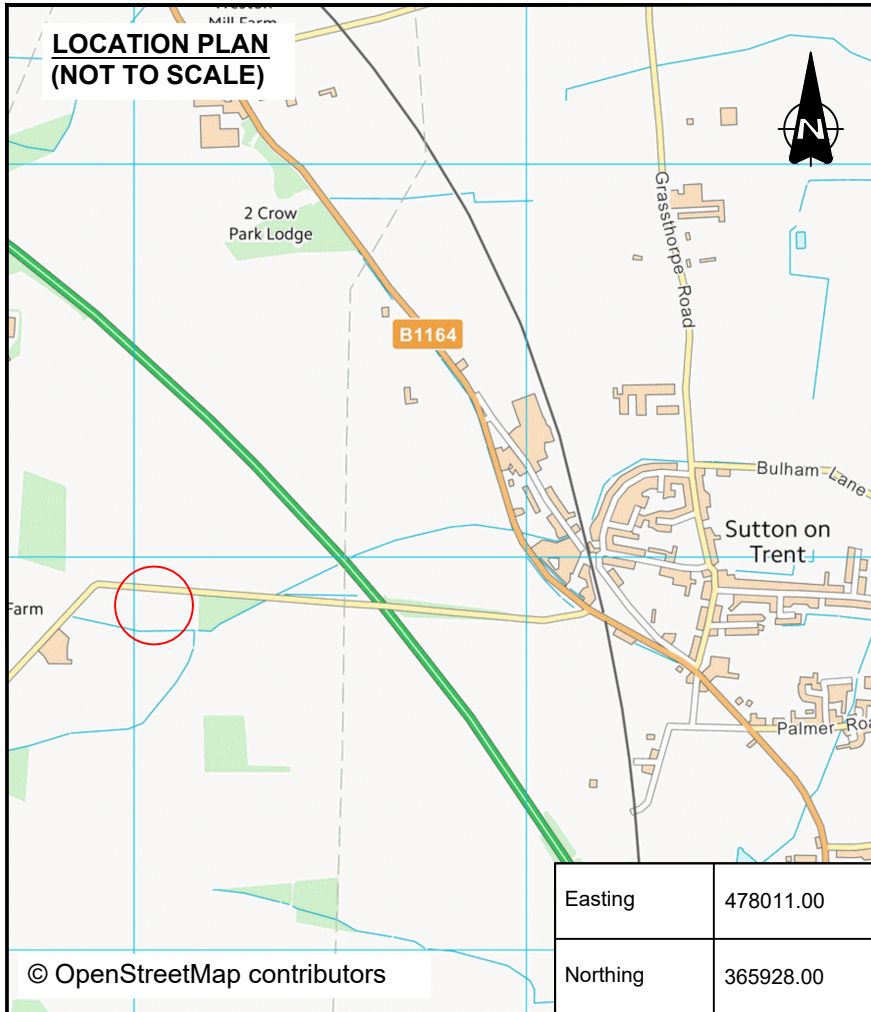 Mill Farm
LOCATION PLAN
(NOT TO SCALE)
N
2 Crow
Park Lodge
Grassthorpe Road
B1164
Bulham Lane
Sutton on
Trent
Farm
Palmer Roa
Easting 478011.00
Northing 365928.00
© OpenStreetMap contributors